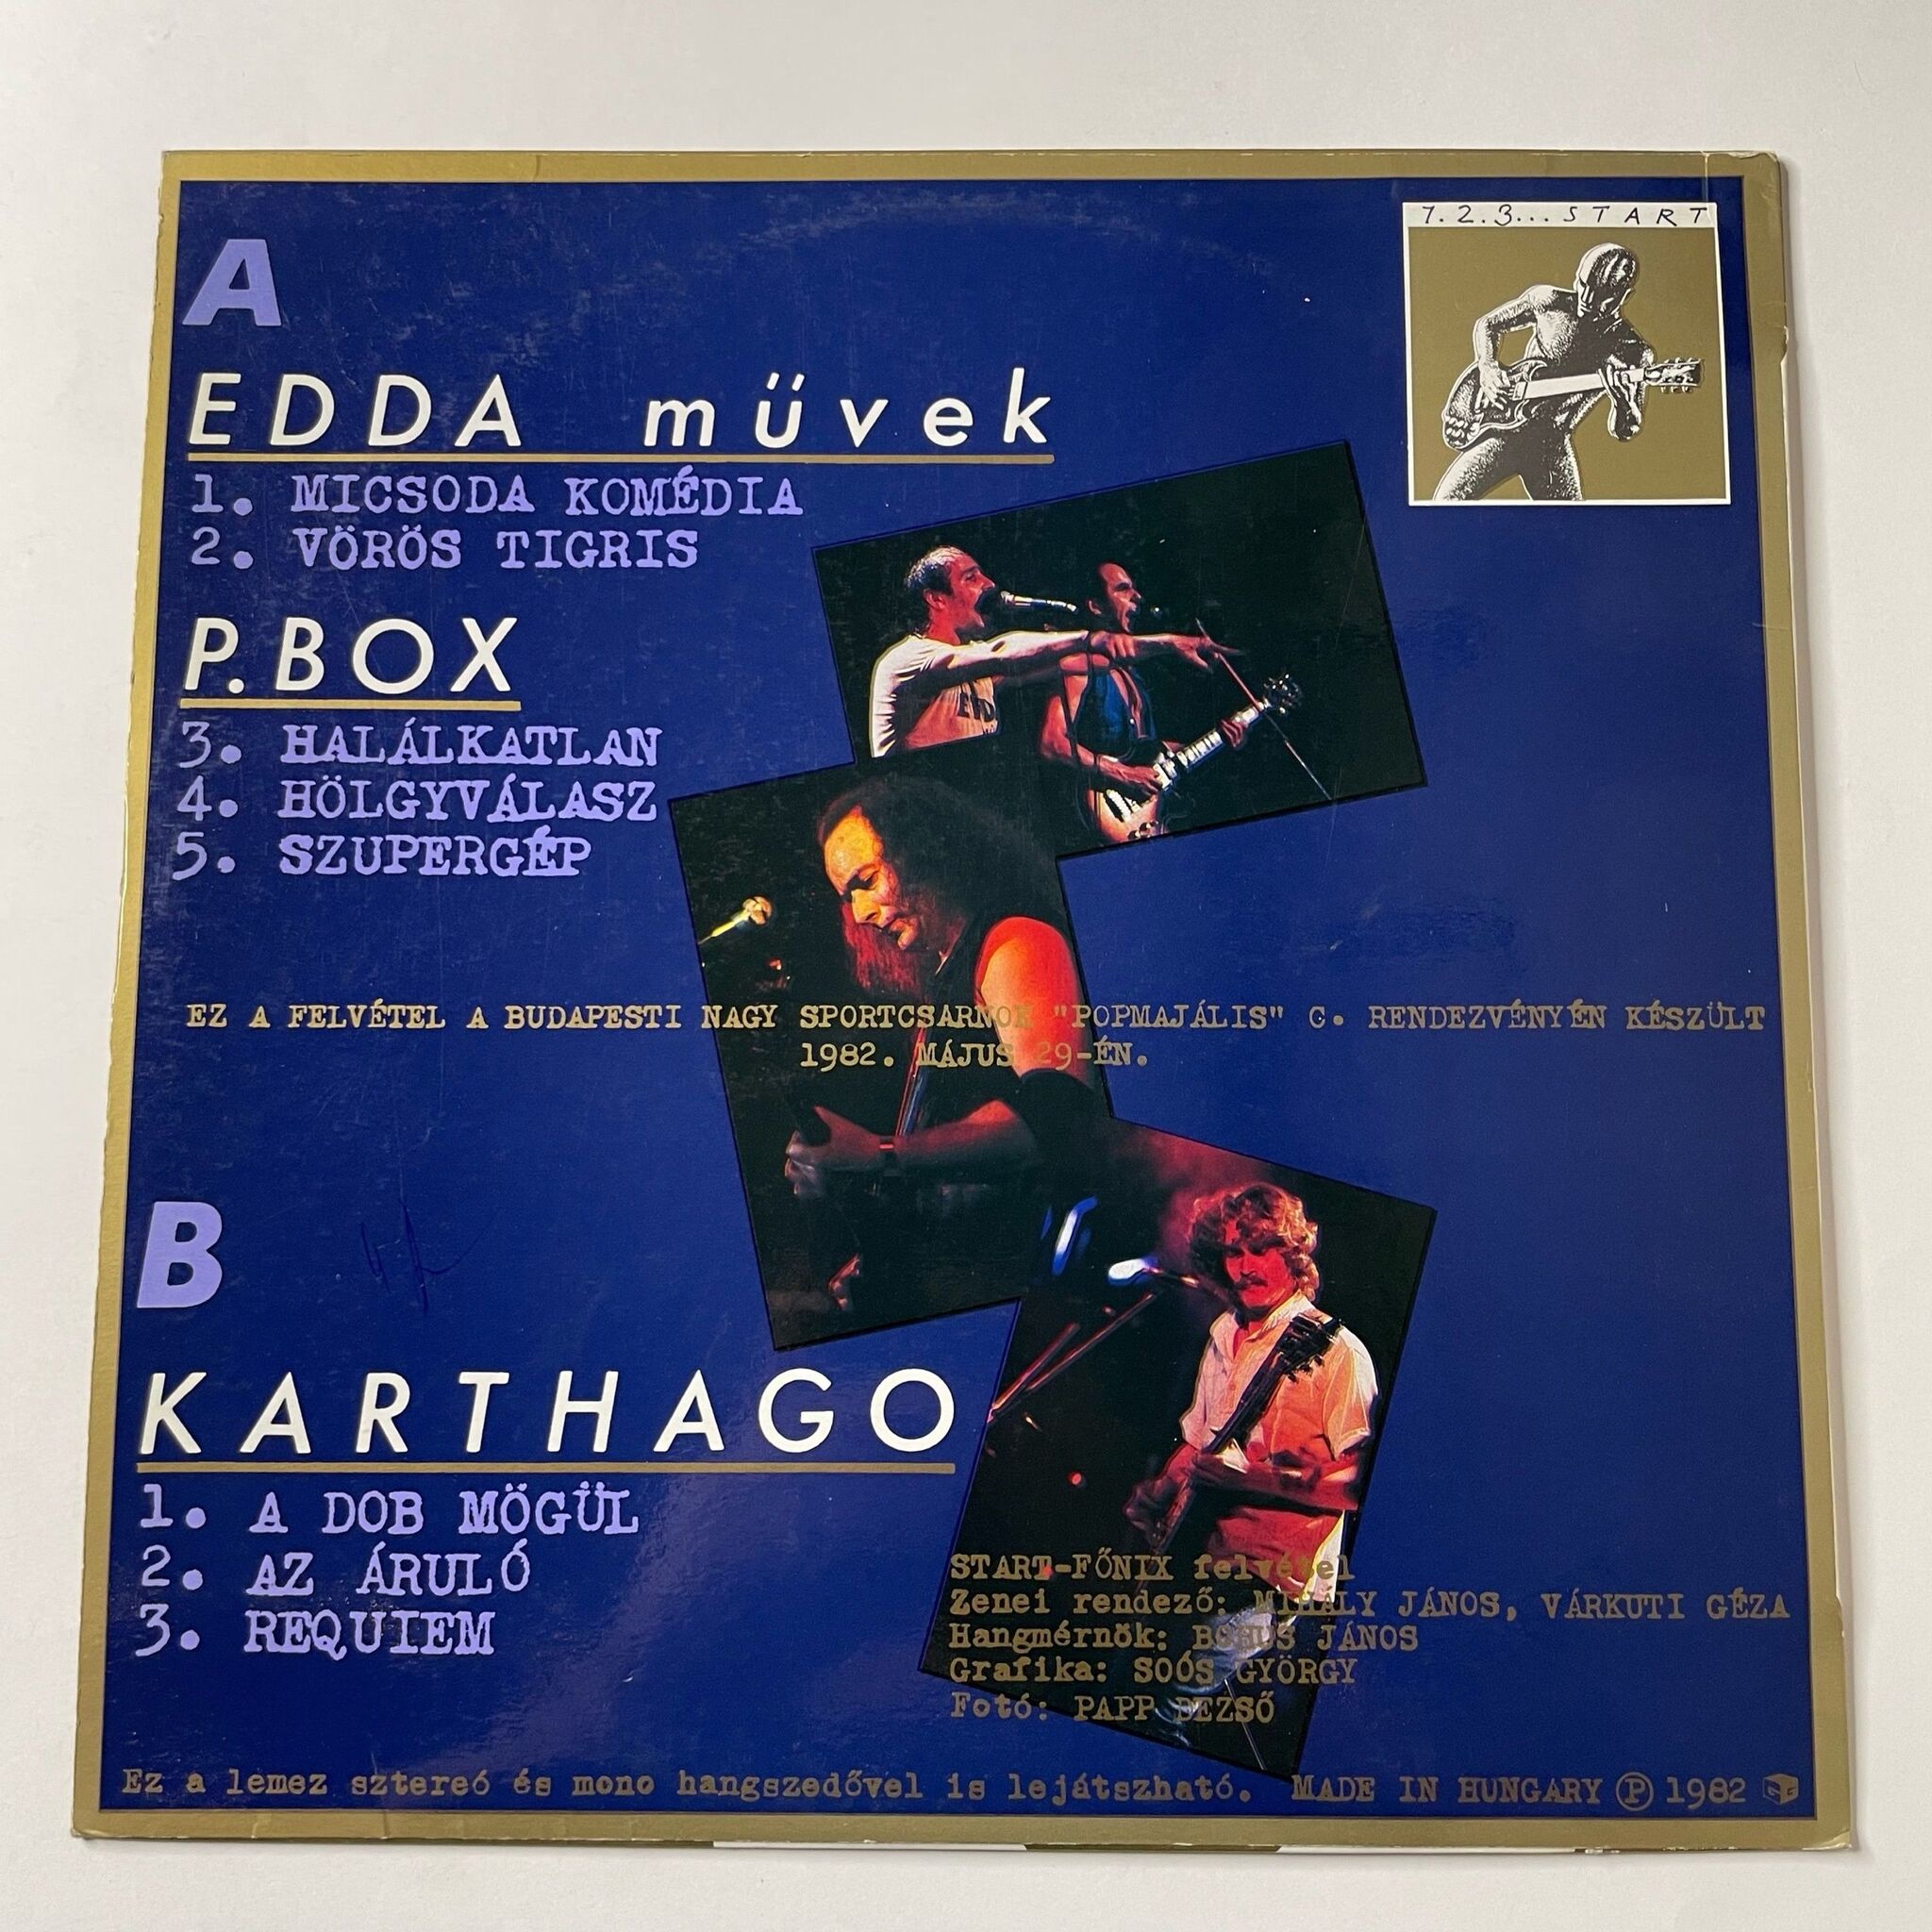 1.2.3...START
A
EDDA müvek
1. MICSODA KOMÉDIA
2. VÖRÖS TIGRIS
P.BOX
3. HALÁLKATLAN
4. HÖLGYVÁLASZ
5. SZUPERGÉP
EZ A FELVÉTEL A BUDAPESTI NAGY SPORTCSARNOK "POPMAJÁLIS" C. RENDEZVÉNYÉN KÉSZÜLT
1982. MÁJUS 29-ÉN.
B
KARTHAGO
1. A DOB MÖGÜL
2. AZ ÁRULÓ
3. REQUIEM
START-FŐNIX felvétel
Zenei rendező: MIHÁLY JÁNOS, VÁRKUTI GÉZA
Hangmérnök: BOHUS JÁNOS
Grafika: SOÓS GYÖRGY
Fotó: PAPP DEZSŐ
Ez a lemez sztereó és mono hangszedővel is lejátszható. MADE IN HUNGARY Ⓟ 1982